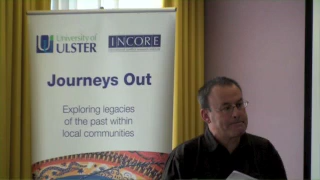 University of
ULSTER
INCORE
Journeys Out
Exploring legacies
of the past within
local communities